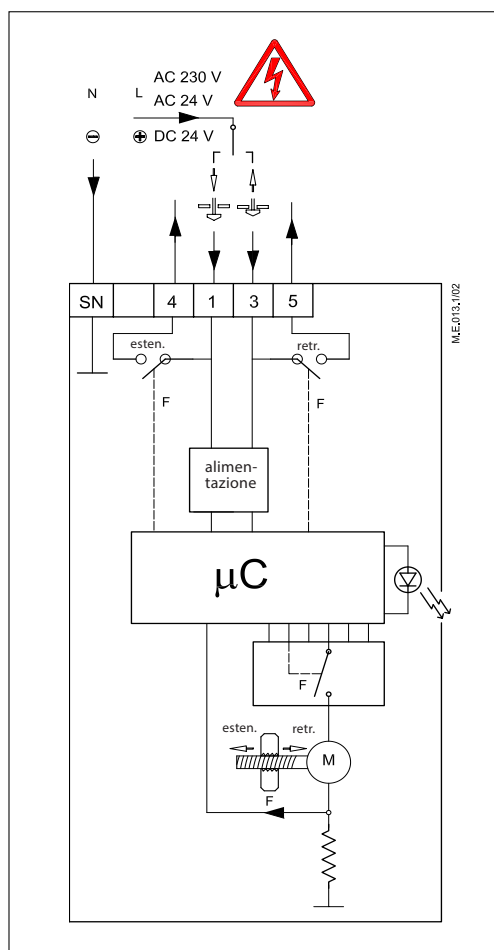 AC 230 V
N L AC 24 V
⊖ ⊕ DC 24 V
SN 4 1 3 5
M.E.013.1/02
esten. retr.
F F
alimen-
tazione
μC
F
esten. retr.
M
F